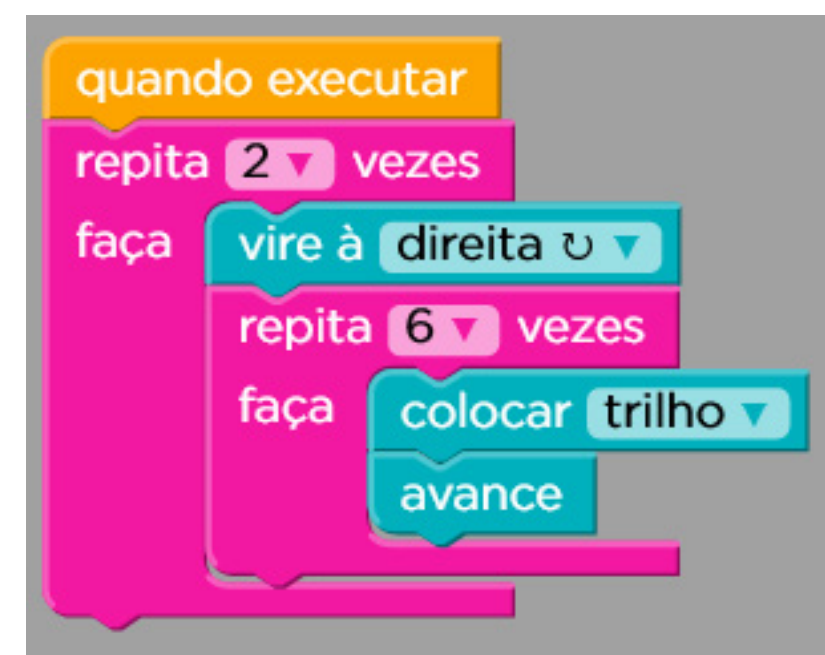 quando executar
repita 2 ▼ vezes
faça vire à direita ↻ ▼
repita 6 ▼ vezes
faça colocar trilho ▼
avance